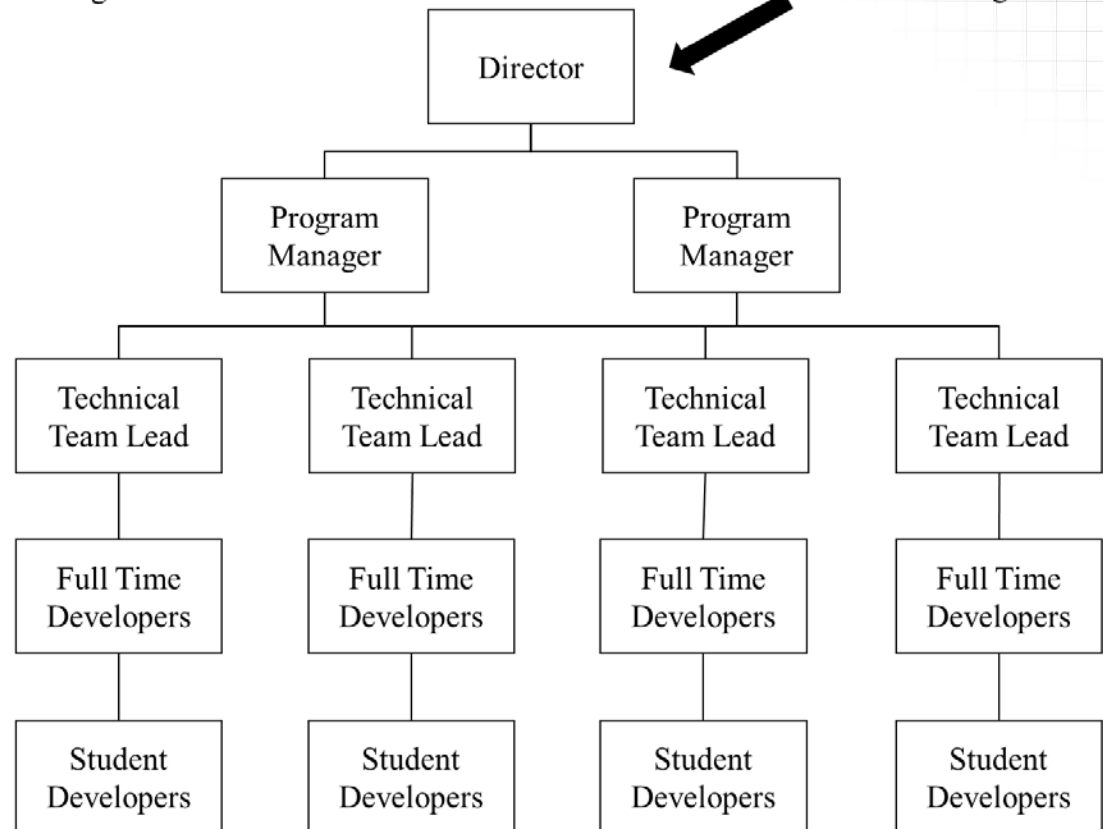 Director
Program
Manager
Program
Manager
Technical
Team Lead
Technical
Team Lead
Technical
Team Lead
Technical
Team Lead
Full Time
Developers
Full Time
Developers
Full Time
Developers
Full Time
Developers
Student
Developers
Student
Developers
Student
Developers
Student
Developers